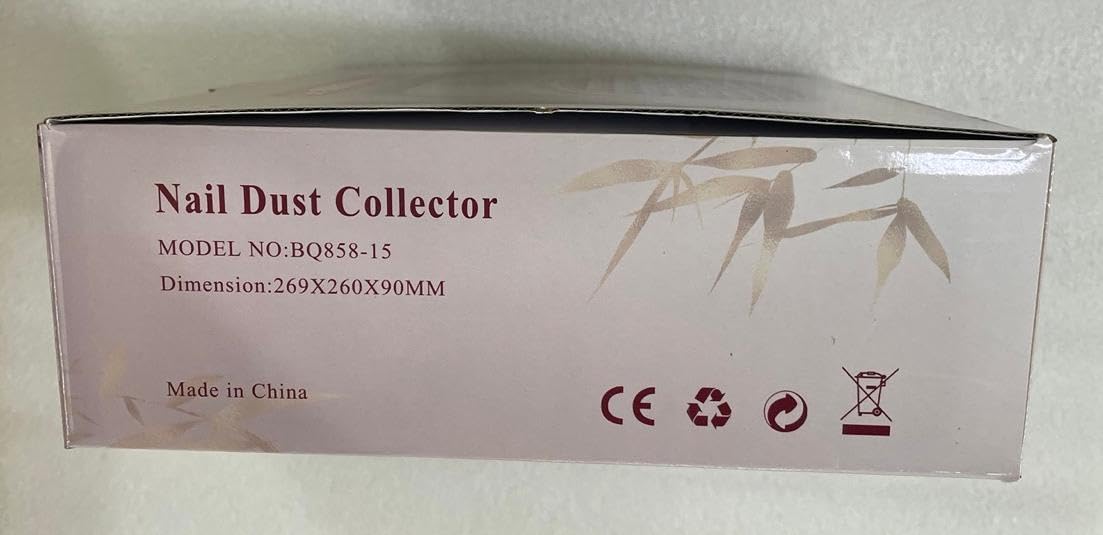 Nail Dust Collector
MODEL NO:BQ858-15
Dimension:269X260X90MM
Made in China
CE